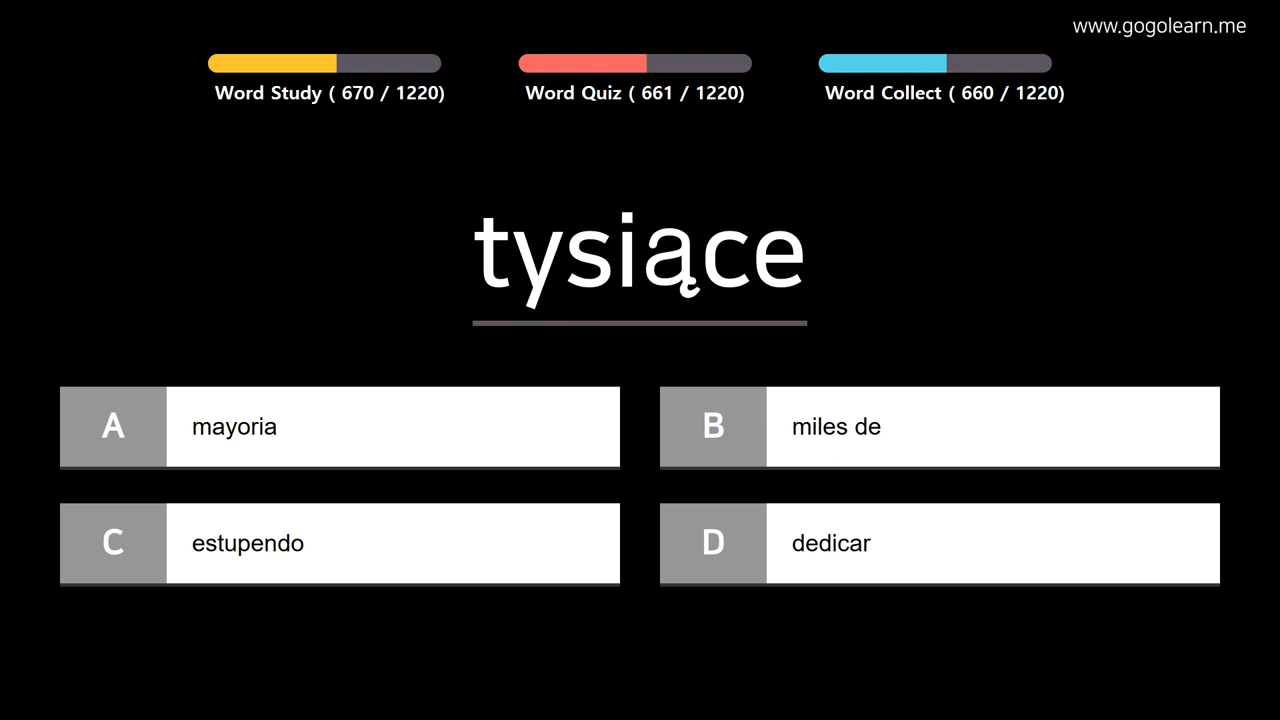 www.gogolearn.me
Word Study ( 670 / 1220)
Word Quiz ( 661 / 1220)
Word Collect ( 660 / 1220)
tysiące
A mayoria
B miles de
C estupendo
D dedicar